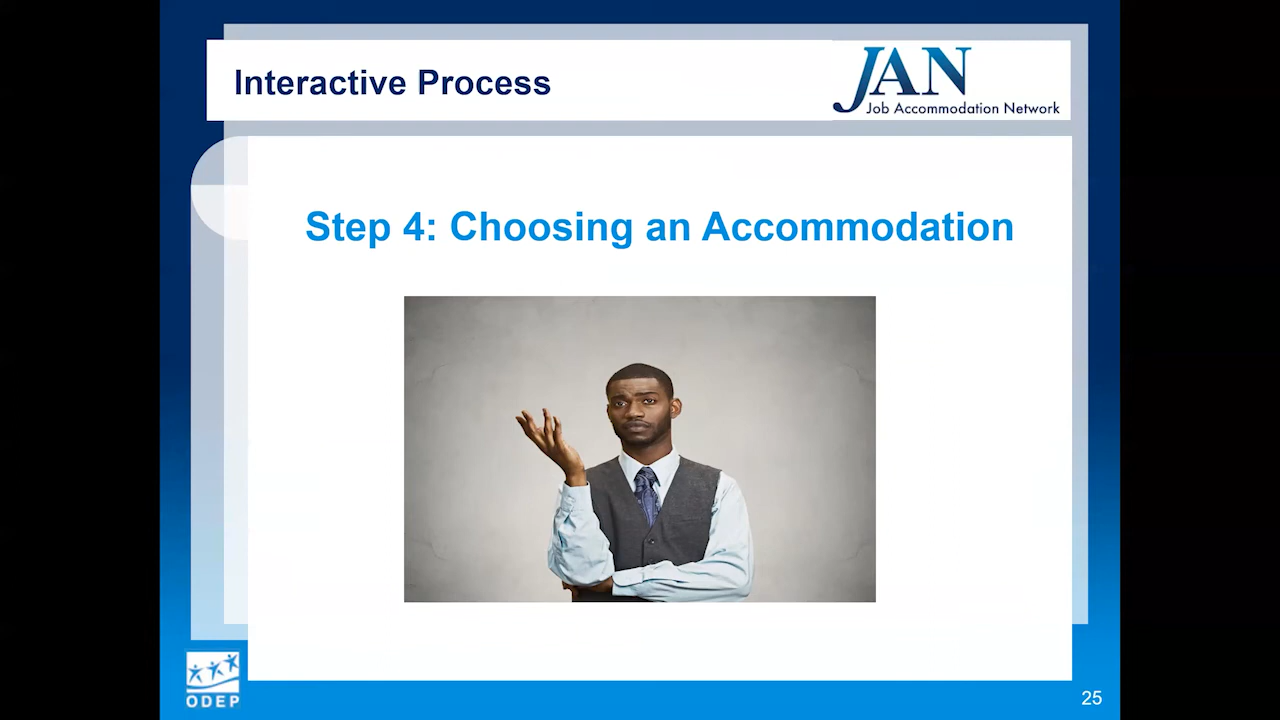 Interactive Process
JAN
Job Accommodation Network
Step 4: Choosing an Accommodation
ODEP
25